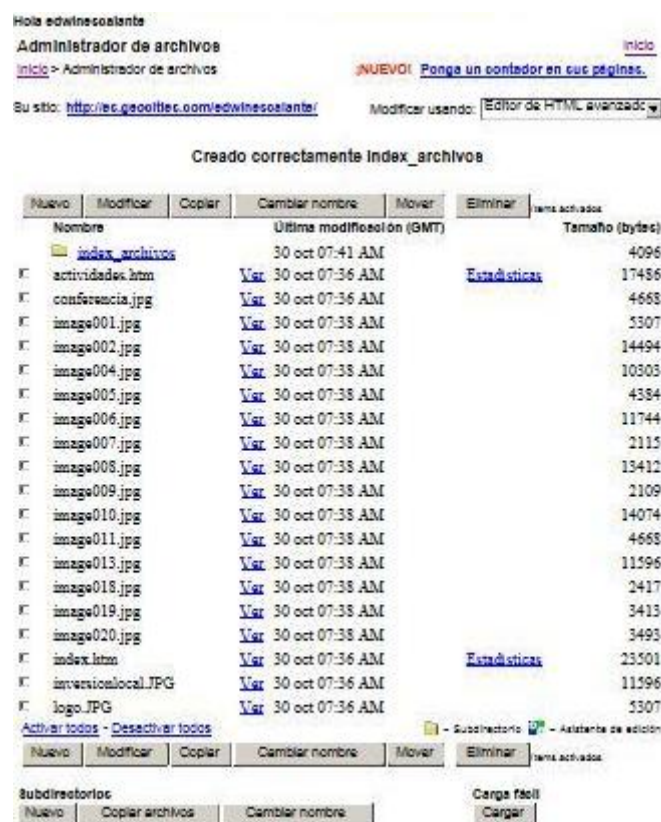 Hola edwinescalante
Administrador de archivos Inicio
Inicio > Administrador de archivos ¡NUEVO! Ponga un contador en sus páginas.
Su sitio: http://es.geocities.com/edwinescalante/ Modificar usando: Editor de HTML avanzado
Creado correctamente index_archivos
Nuevo Modificar Copiar Cambiar nombre Mover Eliminar items activados
Nombre Última modificación (GMT) Tamaño (bytes)
index_archivos 30 oct 07:41 AM 4096
actividades.htm Ver 30 oct 07:36 AM Estadísticas 17486
conferencia.jpg Ver 30 oct 07:36 AM 4668
image001.jpg Ver 30 oct 07:38 AM 5307
image002.jpg Ver 30 oct 07:38 AM 14494
image004.jpg Ver 30 oct 07:38 AM 10303
image005.jpg Ver 30 oct 07:38 AM 4384
image006.jpg Ver 30 oct 07:38 AM 11744
image007.jpg Ver 30 oct 07:38 AM 2115
image008.jpg Ver 30 oct 07:38 AM 13412
image009.jpg Ver 30 oct 07:38 AM 2109
image010.jpg Ver 30 oct 07:38 AM 14074
image011.jpg Ver 30 oct 07:38 AM 4668
image013.jpg Ver 30 oct 07:38 AM 11596
image018.jpg Ver 30 oct 07:38 AM 2417
image019.jpg Ver 30 oct 07:38 AM 3413
image020.jpg Ver 30 oct 07:38 AM 3493
index.htm Ver 30 oct 07:36 AM Estadísticas 23501
inversionlocal.JPG Ver 30 oct 07:36 AM 11596
logo.JPG Ver 30 oct 07:36 AM 5307
Activar todos - Desactivar todos - Subdirectorio - Asistente de edición
Nuevo Modificar Copiar Cambiar nombre Mover Eliminar items activados
Subdirectorios Carga fácil
Nuevo Copiar archivos Cambiar nombre Cargar